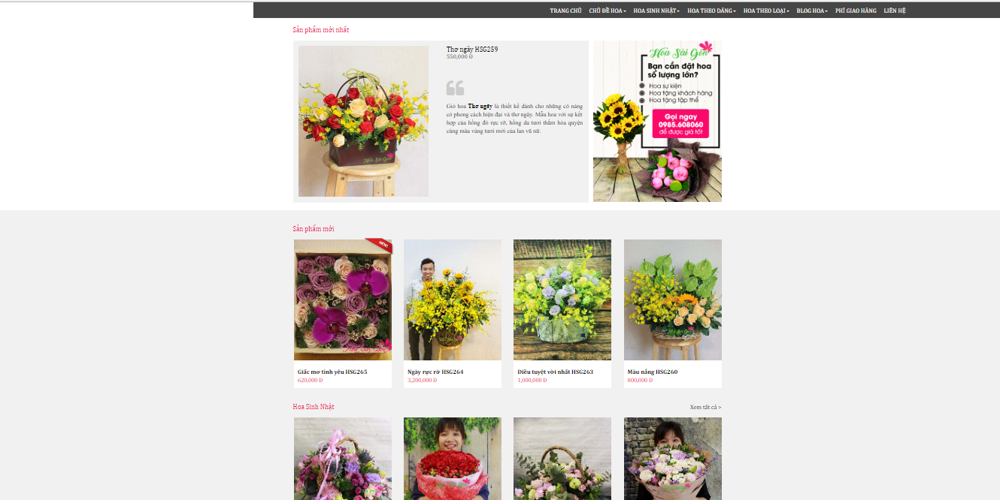 TRANG CHỦ CHỦ ĐỀ HOA HOA SINH NHẬT HOA THEO DÁNG HOA THEO LOẠI BLOG HOA PHÍ GIAO HÀNG LIÊN HỆ
Sản phẩm mới nhất
Thơ ngây HSG259
550,000 Đ
Giỏ hoa Thơ ngây là thiết kế dành cho những cô nàng
có phong cách hiện đại và thơ ngây. Mẫu hoa với sự kết
hợp của hồng đỏ rực rỡ, hồng da tươi thắm hòa quyện
cùng màu vàng tươi mới của lan vũ nữ.
Hoa Sài Gòn
Hoa Sài Gòn
Bạn cần đặt hoa
số lượng lớn?
Hoa sự kiện
Hoa tặng khách hàng
Hoa tặng tập thể
Gọi ngay
0985.608060
để được giá tốt
Sản phẩm mới
NEW!
Giấc mơ tình yêu HSG265
620,000 Đ
Ngày rực rỡ HSG264
3,200,000 Đ
Điều tuyệt vời nhất HSG263
1,000,000 Đ
Màu nắng HSG260
800,000 Đ
Hoa Sinh Nhật
Xem tất cả >
Hoa Sài Gòn